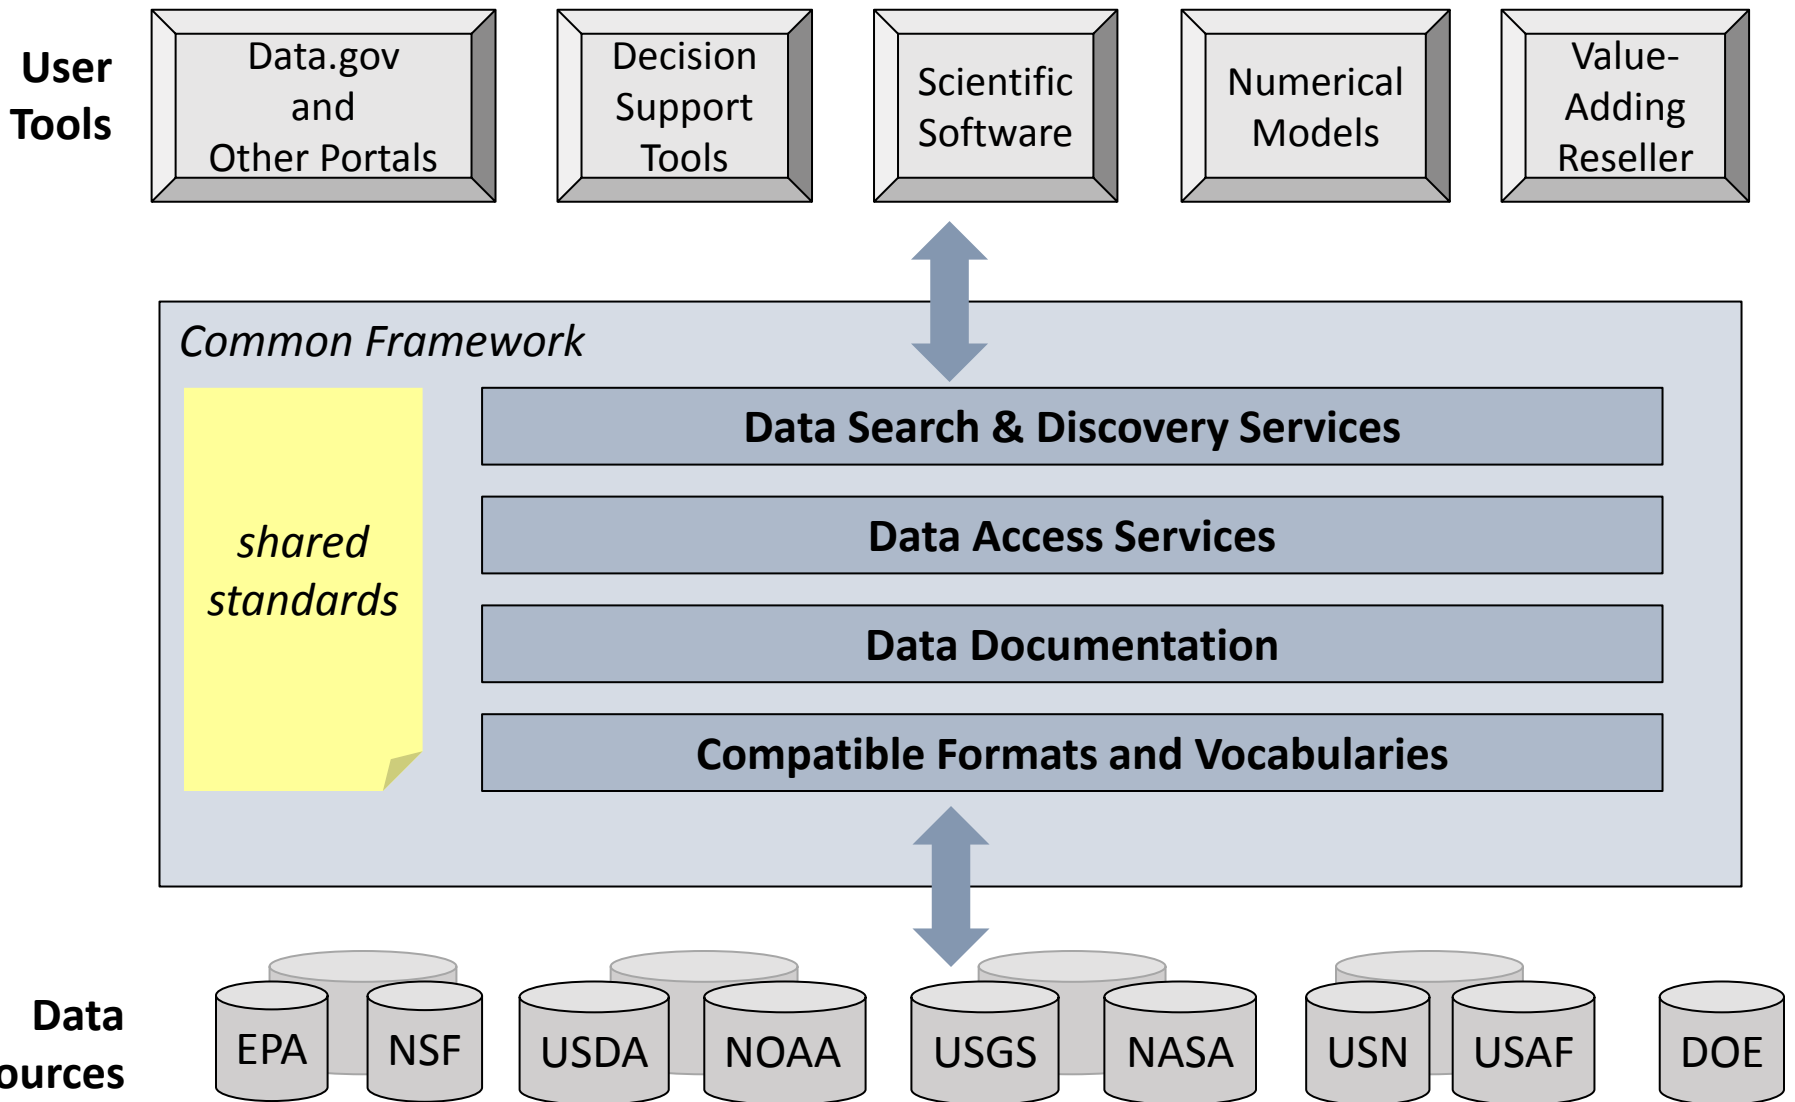 User
Tools
Data.gov
and
Other Portals
Decision
Support
Tools
Scientific
Software
Numerical
Models
Value-
Adding
Reseller
Common Framework
shared
standards
Data Search & Discovery Services
Data Access Services
Data Documentation
Compatible Formats and Vocabularies
Data
ources
EPA
NSF
USDA
NOAA
USGS
NASA
USN
USAF
DOE